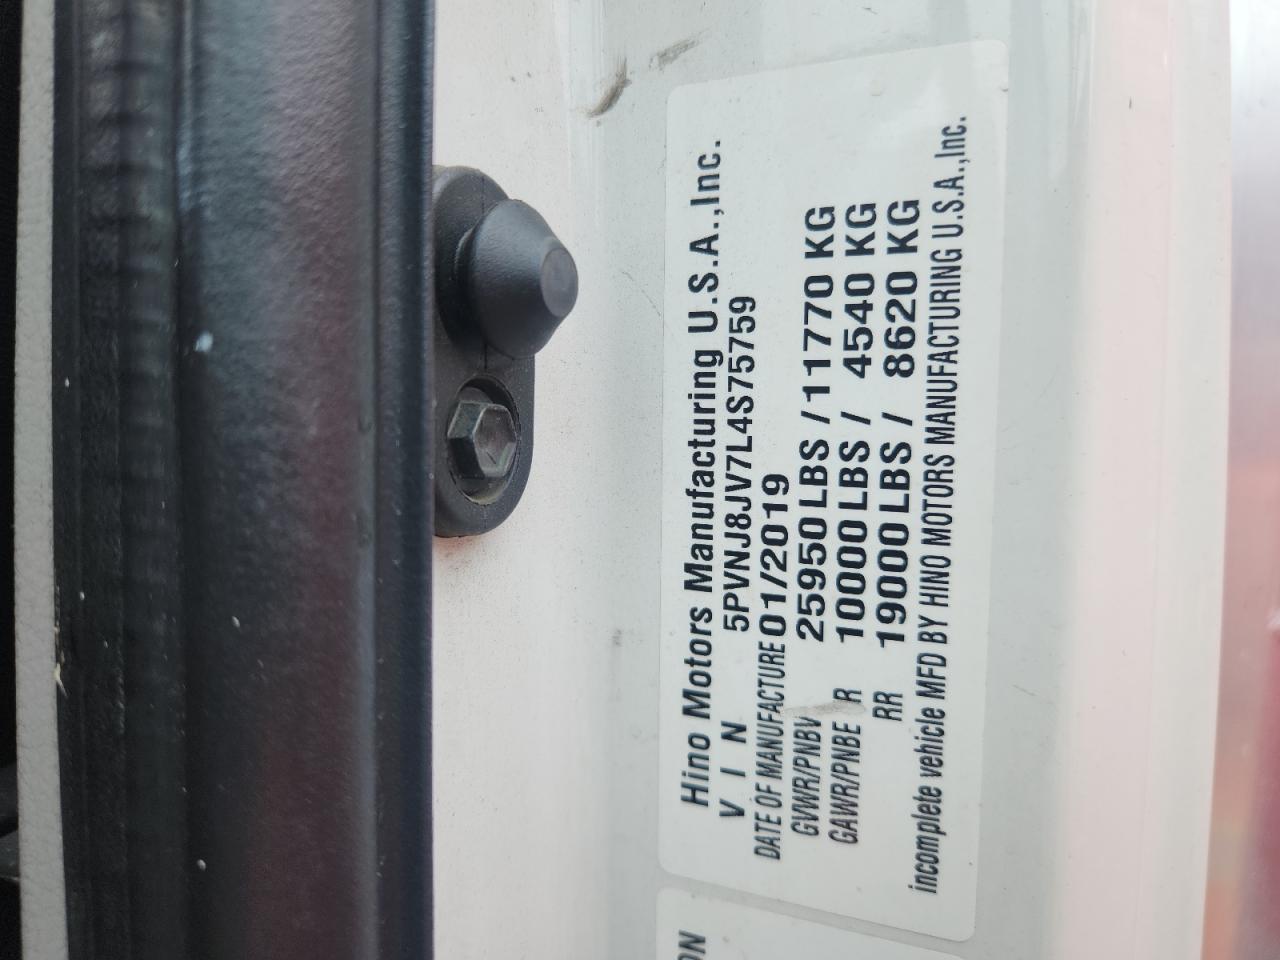 Hino Motors Manufacturing U.S.A.,Inc.
V I N 5PVNJ8JV7L4S75759
DATE OF MANUFACTURE 01/2019
GVWR/PNBV 25950 LBS / 11770 KG
GAWR/PNBE R 10000 LBS / 4540 KG
RR 19000 LBS / 8620 KG
incomplete vehicle MFD BY HINO MOTORS MANUFACTURING U.S.A.,Inc.
ON